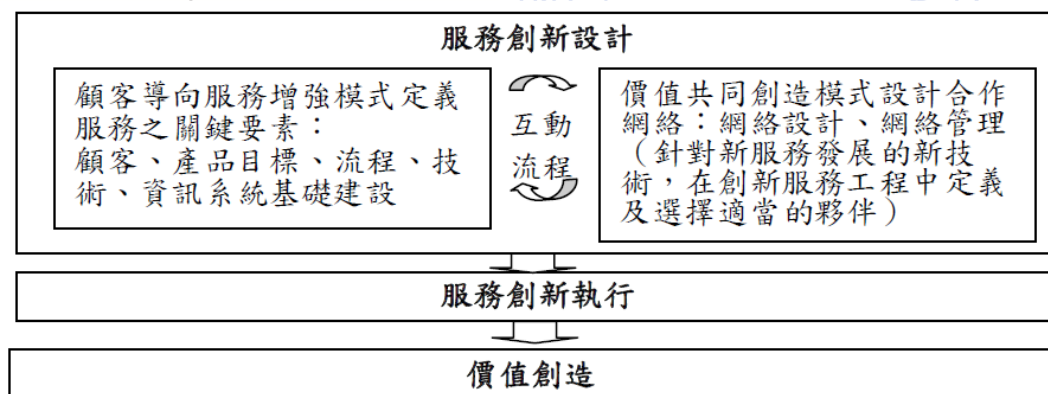 服務創新設計
顧客導向服務增強模式定義
服務之關鍵要素：
顧客、產品目標、流程、技
術、資訊系統基礎建設
互動
流程
價值共同創造模式設計合作
網絡：網絡設計、網絡管理
（針對新服務發展的新技
術，在創新服務工程中定義
及選擇適當的夥伴）
服務創新執行
價值創造